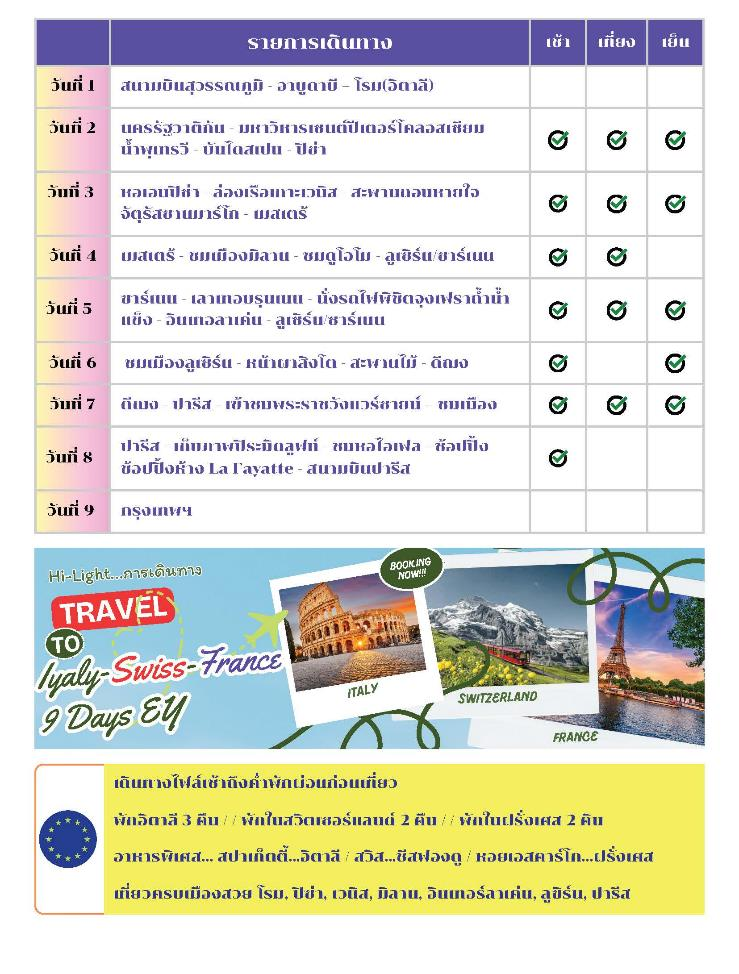 รายการเดินทาง เช้า เที่ยง เย็น
วันที่ 1 สนามบินสุวรรณภูมิ - อาบูดาบี – โรม(อิตาลี)
วันที่ 2 นครรัฐวาติกัน - มหาวิหารเซนต์ปีเตอร์โคลอสเซียม
น้ำพุเทรวี - บันไดสเปน - ปิซ่า
วันที่ 3 หอเอนปิซ่า ล่องเรือเกาะเวนิส สะพานถอนหายใจ
จัตุรัสซานมาร์โก - เมสเตร้
วันที่ 4 เมสเตร้ - ชมเมืองมิลาน - ชมดูโอโม - ลูเซิร์น/ซาร์เนน
วันที่ 5 ซาร์เนน - เลาเทอบรุนเนน - นั่งรถไฟพิชิตจุงเฟราถ้ำน้ำ
แข็ง - อินเทอลาเค่น - ลูเซิร์น/ซาร์เนน
วันที่ 6 ชมเมืองลูเซิร์น - หน้าผาสิงโต - สะพานไม้ - ดีฌง
วันที่ 7 ดีฌง - ปารีส - เข้าชมพระราชวังแวร์ซายน์ – ชมเมือง
วันที่ 8 ปารีส เก็บภาพปิระมิดลูฟท์ ชมหอไอเฟล ช้อปปิ้ง
ช้อปปิ้งห้าง La Fayatte - สนามบินปารีส
วันที่ 9 กรุงเทพฯ
Hi-Light...การเดินทาง
BOOKING
NOW!!!
TRAVEL
TO
Iyaly-Swiss-France
9 Days EU
ITALY
SWITZERLAND
FRANCE
เดินทางไฟล์เช้าถึงค่ำพักผ่อนก่อนเที่ยว
พักอิตาลี 3 คืน // พักในสวิตเซอร์แลนด์ 2 คืน // พักในฝรั่งเศส 2 คิน
อาหารพิเศส... สปาเก็ตตี้...อิตาลี / สวิส...ชีสฟองดู / หอยเอสคาร์โก...ฝรั่งเศส
เที่ยวครบเมืองสวย โรม, ปิซ่า, เวนิส, มิลาน, อินเทอร์ลาเค่น, ลูซิริน, ปารีส